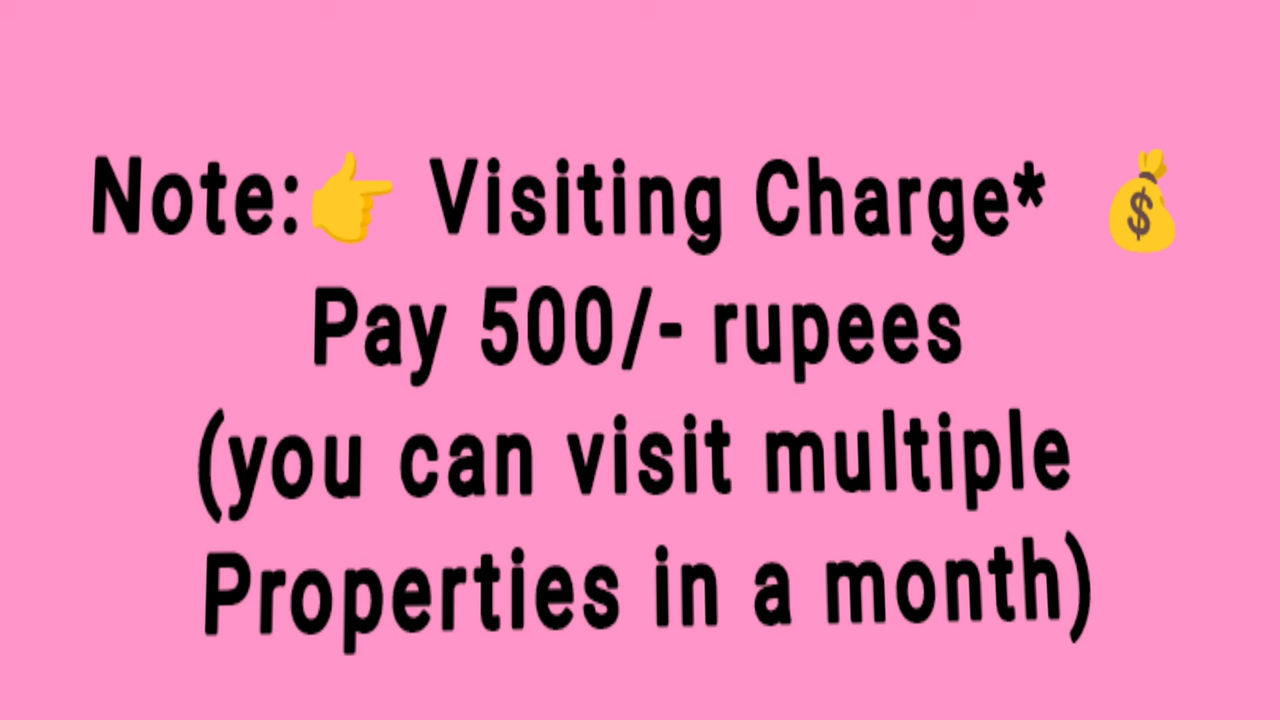 Note:👉 Visiting Charge* 💰
Pay 500/- rupees
(you can visit multiple
Properties in a month)